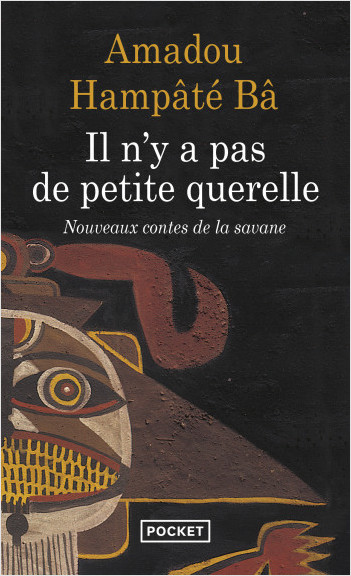 Amadou
Hampâté Bâ
Il n'y a pas
de petite querelle
Nouveaux contes de la savane
POCKET